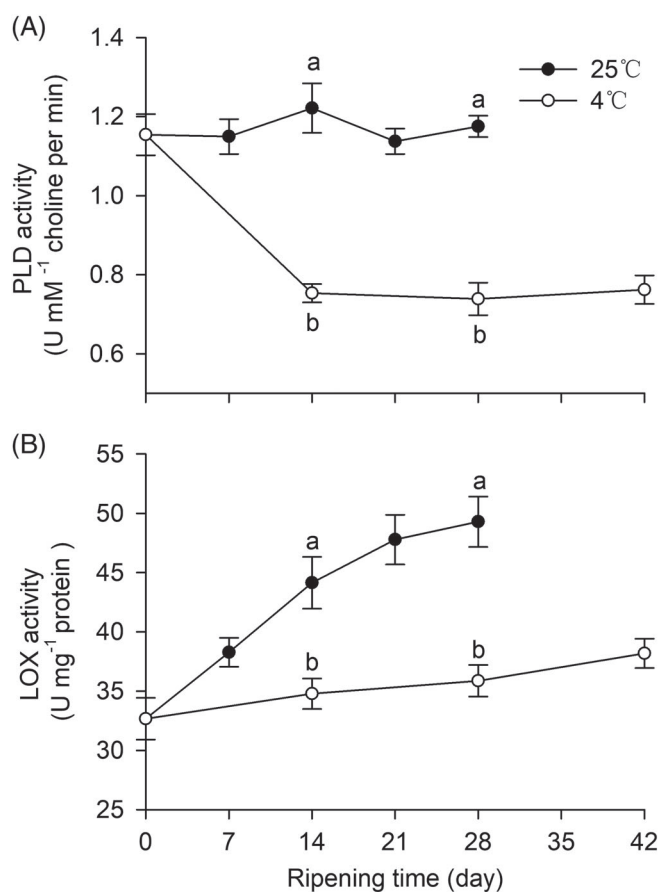 (A)
1.4
1.2
1.0
0.8
0.6
PLD activity
(U mM -1 choline per min)
25℃
4℃
a
a
b
b
(B)
55
50
45
40
35
30
25
LOX activity
(U mg-1 protein )
a
a
b
b
0 7 14 21 28 35 42
Ripening time (day)